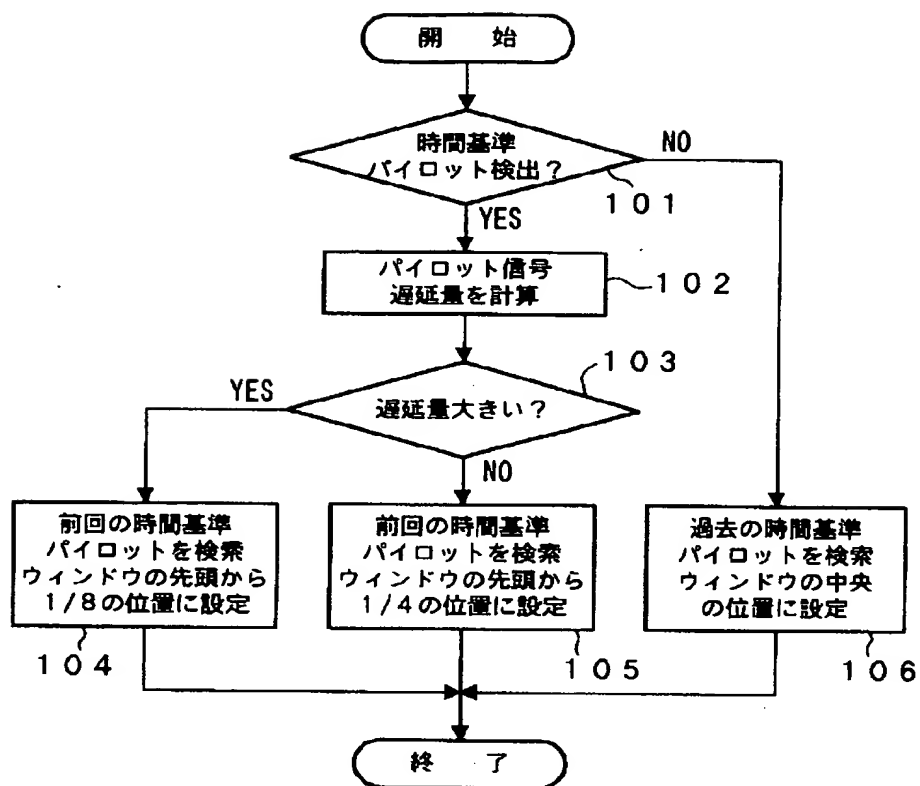 開 始
時間基準
パイロット検出?
NO
101
YES
パイロット信号
遅延量を計算
102
103
YES
遅延量大きい?
NO
前回の時間基準
パイロットを検索
ウィンドウの先頭から
1/8の位置に設定
前回の時間基準
パイロットを検索
ウィンドウの先頭から
1/4の位置に設定
過去の時間基準
パイロットを検索
ウィンドウの中央
の位置に設定
104
105
106
終 了